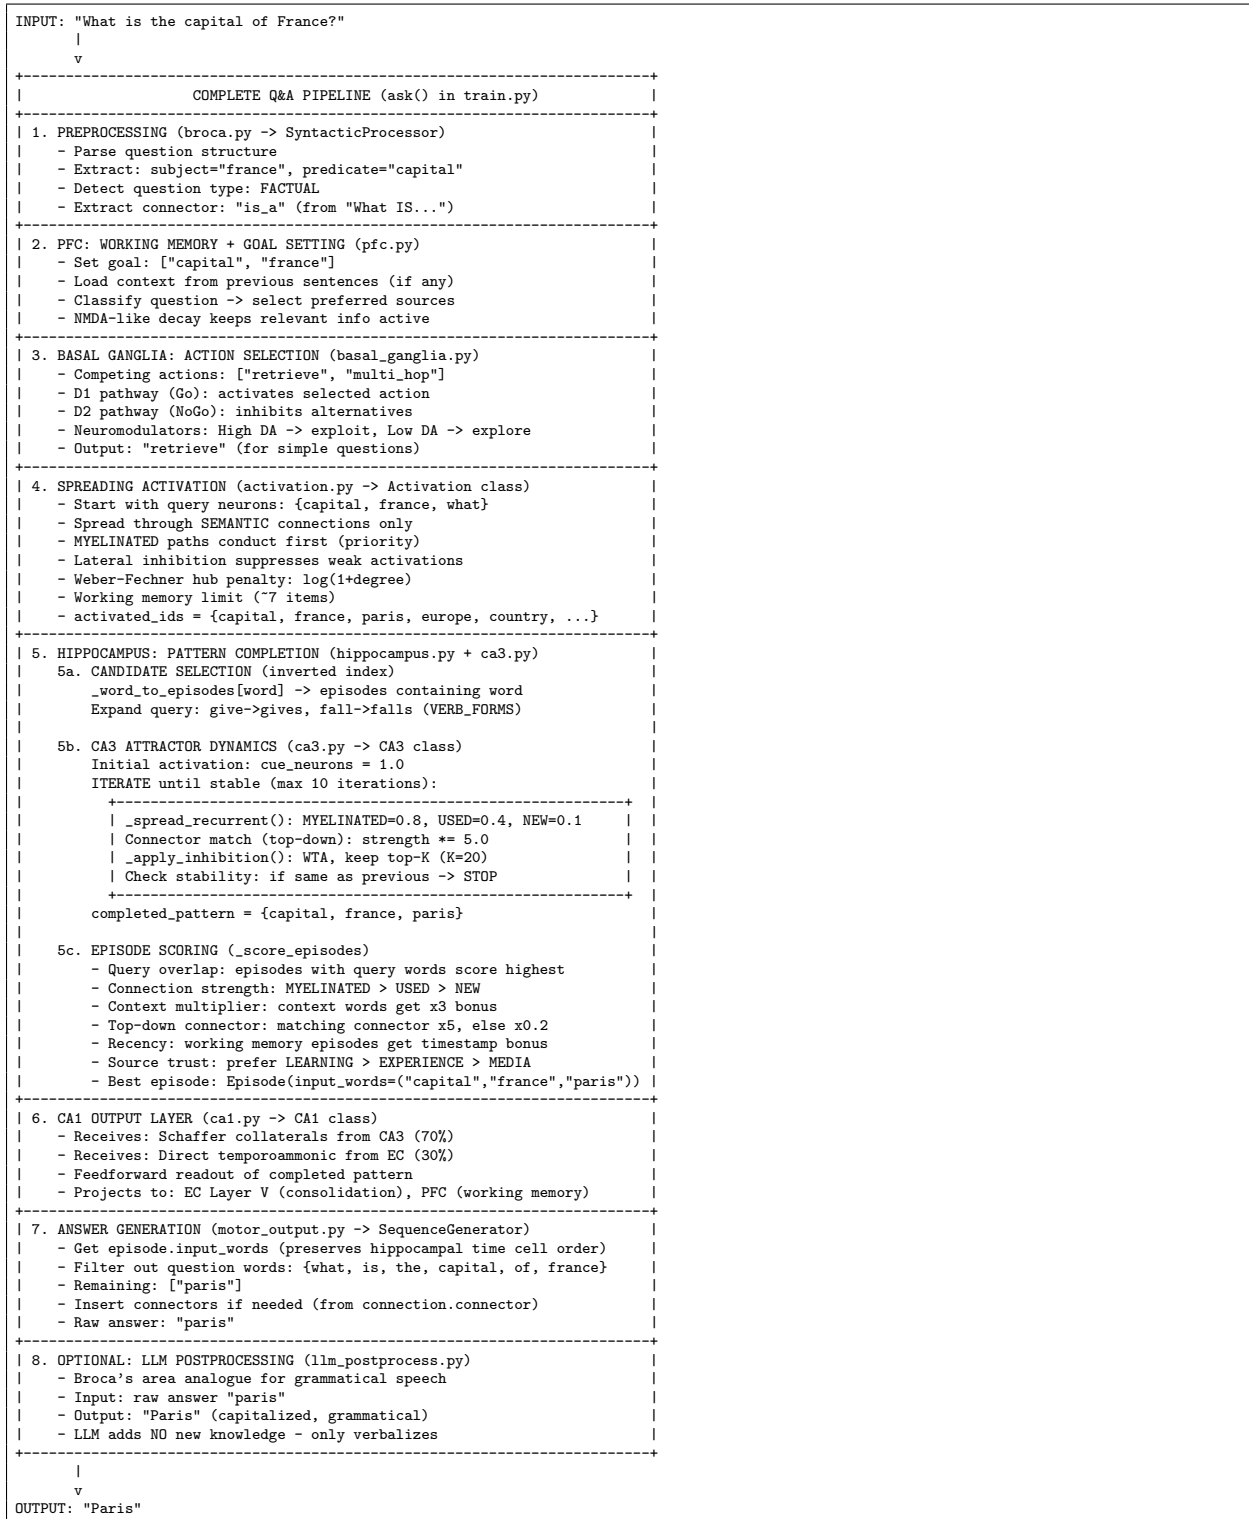 INPUT: "What is the capital of France?"
       |
       v
+--------------------------------------------------------------------------+
|                    COMPLETE Q&A PIPELINE (ask() in train.py)             |
+--------------------------------------------------------------------------+
| 1. PREPROCESSING (broca.py -> SyntacticProcessor)                        |
|    - Parse question structure                                            |
|    - Extract: subject="france", predicate="capital"                      |
|    - Detect question type: FACTUAL                                       |
|    - Extract connector: "is_a" (from "What IS...")                       |
+--------------------------------------------------------------------------+
| 2. PFC: WORKING MEMORY + GOAL SETTING (pfc.py)                           |
|    - Set goal: ["capital", "france"]                                     |
|    - Load context from previous sentences (if any)                       |
|    - Classify question -> select preferred sources                       |
|    - NMDA-like decay keeps relevant info active                          |
+--------------------------------------------------------------------------+
| 3. BASAL GANGLIA: ACTION SELECTION (basal_ganglia.py)                    |
|    - Competing actions: ["retrieve", "multi_hop"]                        |
|    - D1 pathway (Go): activates selected action                          |
|    - D2 pathway (NoGo): inhibits alternatives                            |
|    - Neuromodulators: High DA -> exploit, Low DA -> explore              |
|    - Output: "retrieve" (for simple questions)                           |
+--------------------------------------------------------------------------+
| 4. SPREADING ACTIVATION (activation.py -> Activation class)              |
|    - Start with query neurons: {capital, france, what}                   |
|    - Spread through SEMANTIC connections only                            |
|    - MYELINATED paths conduct first (priority)                           |
|    - Lateral inhibition suppresses weak activations                      |
|    - Weber-Fechner hub penalty: log(1+degree)                            |
|    - Working memory limit (~7 items)                                     |
|    - activated_ids = {capital, france, paris, europe, country, ...}      |
+--------------------------------------------------------------------------+
| 5. HIPPOCAMPUS: PATTERN COMPLETION (hippocampus.py + ca3.py)             |
|    5a. CANDIDATE SELECTION (inverted index)                              |
|        _word_to_episodes[word] -> episodes containing word               |
|        Expand query: give->gives, fall->falls (VERB_FORMS)               |
|                                                                          |
|    5b. CA3 ATTRACTOR DYNAMICS (ca3.py -> CA3 class)                      |
|        Initial activation: cue_neurons = 1.0                             |
|        ITERATE until stable (max 10 iterations):                         |
|          +------------------------------------------------------------+  |
|          | _spread_recurrent(): MYELINATED=0.8, USED=0.4, NEW=0.1     |  |
|          | Connector match (top-down): strength *= 5.0                |  |
|          | _apply_inhibition(): WTA, keep top-K (K=20)                |  |
|          | Check stability: if same as previous -> STOP               |  |
|          +------------------------------------------------------------+  |
|        completed_pattern = {capital, france, paris}                      |
|                                                                          |
|    5c. EPISODE SCORING (_score_episodes)                                 |
|        - Query overlap: episodes with query words score highest          |
|        - Connection strength: MYELINATED > USED > NEW                    |
|        - Context multiplier: context words get x3 bonus                  |
|        - Top-down connector: matching connector x5, else x0.2            |
|        - Recency: working memory episodes get timestamp bonus            |
|        - Source trust: prefer LEARNING > EXPERIENCE > MEDIA              |
|        - Best episode: Episode(input_words=("capital","france","paris")) |
+--------------------------------------------------------------------------+
| 6. CA1 OUTPUT LAYER (ca1.py -> CA1 class)                                |
|    - Receives: Schaffer collaterals from CA3 (70%)                       |
|    - Receives: Direct temporoammonic from EC (30%)                       |
|    - Feedforward readout of completed pattern                            |
|    - Projects to: EC Layer V (consolidation), PFC (working memory)       |
+--------------------------------------------------------------------------+
| 7. ANSWER GENERATION (motor_output.py -> SequenceGenerator)              |
|    - Get episode.input_words (preserves hippocampal time cell order)     |
|    - Filter out question words: {what, is, the, capital, of, france}     |
|    - Remaining: ["paris"]                                                |
|    - Insert connectors if needed (from connection.connector)             |
|    - Raw answer: "paris"                                                 |
+--------------------------------------------------------------------------+
| 8. OPTIONAL: LLM POSTPROCESSING (llm_postprocess.py)                     |
|    - Broca's area analogue for grammatical speech                        |
|    - Input: raw answer "paris"                                           |
|    - Output: "Paris" (capitalized, grammatical)                          |
|    - LLM adds NO new knowledge - only verbalizes                         |
+--------------------------------------------------------------------------+
       |
       v
OUTPUT: "Paris"